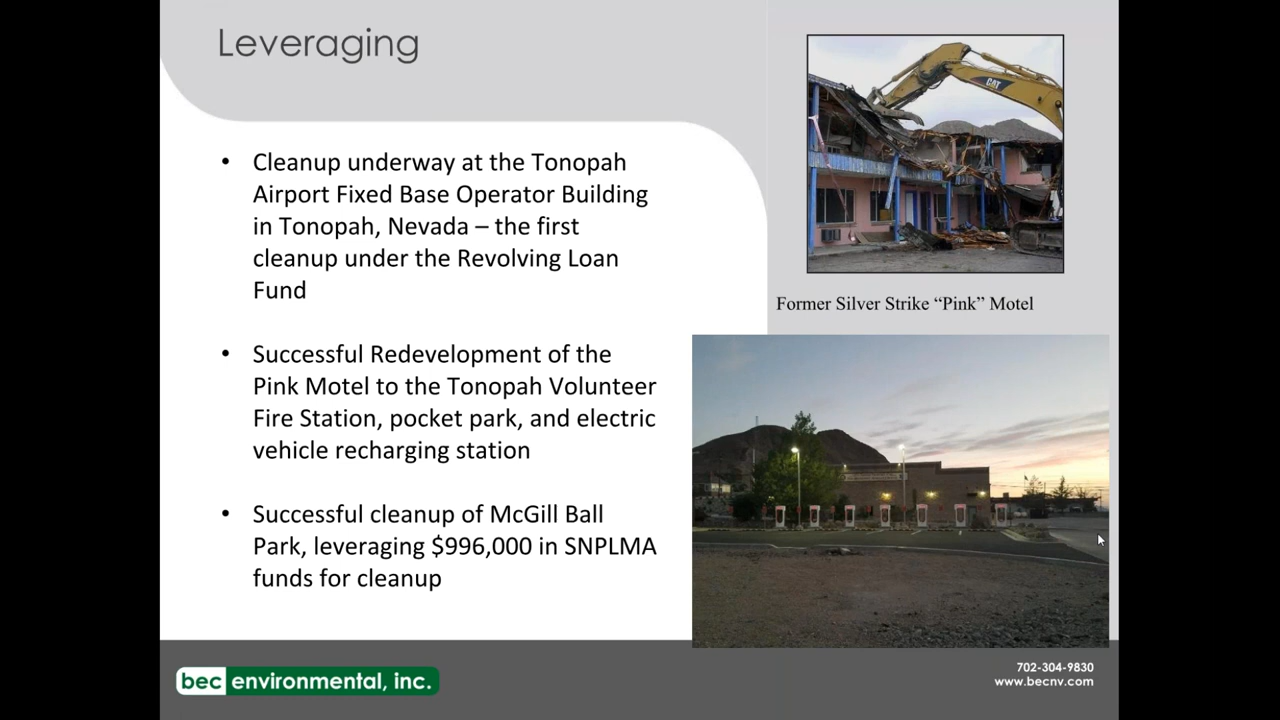 Leveraging
• Cleanup underway at the Tonopah
Airport Fixed Base Operator Building
in Tonopah, Nevada – the first
cleanup under the Revolving Loan
Fund
• Successful Redevelopment of the
Pink Motel to the Tonopah Volunteer
Fire Station, pocket park, and electric
vehicle recharging station
• Successful cleanup of McGill Ball
Park, leveraging $996,000 in SNPLMA
funds for cleanup
CAT
Former Silver Strike “Pink” Motel
bec environmental, inc.
702-304-9830
www.becnv.com